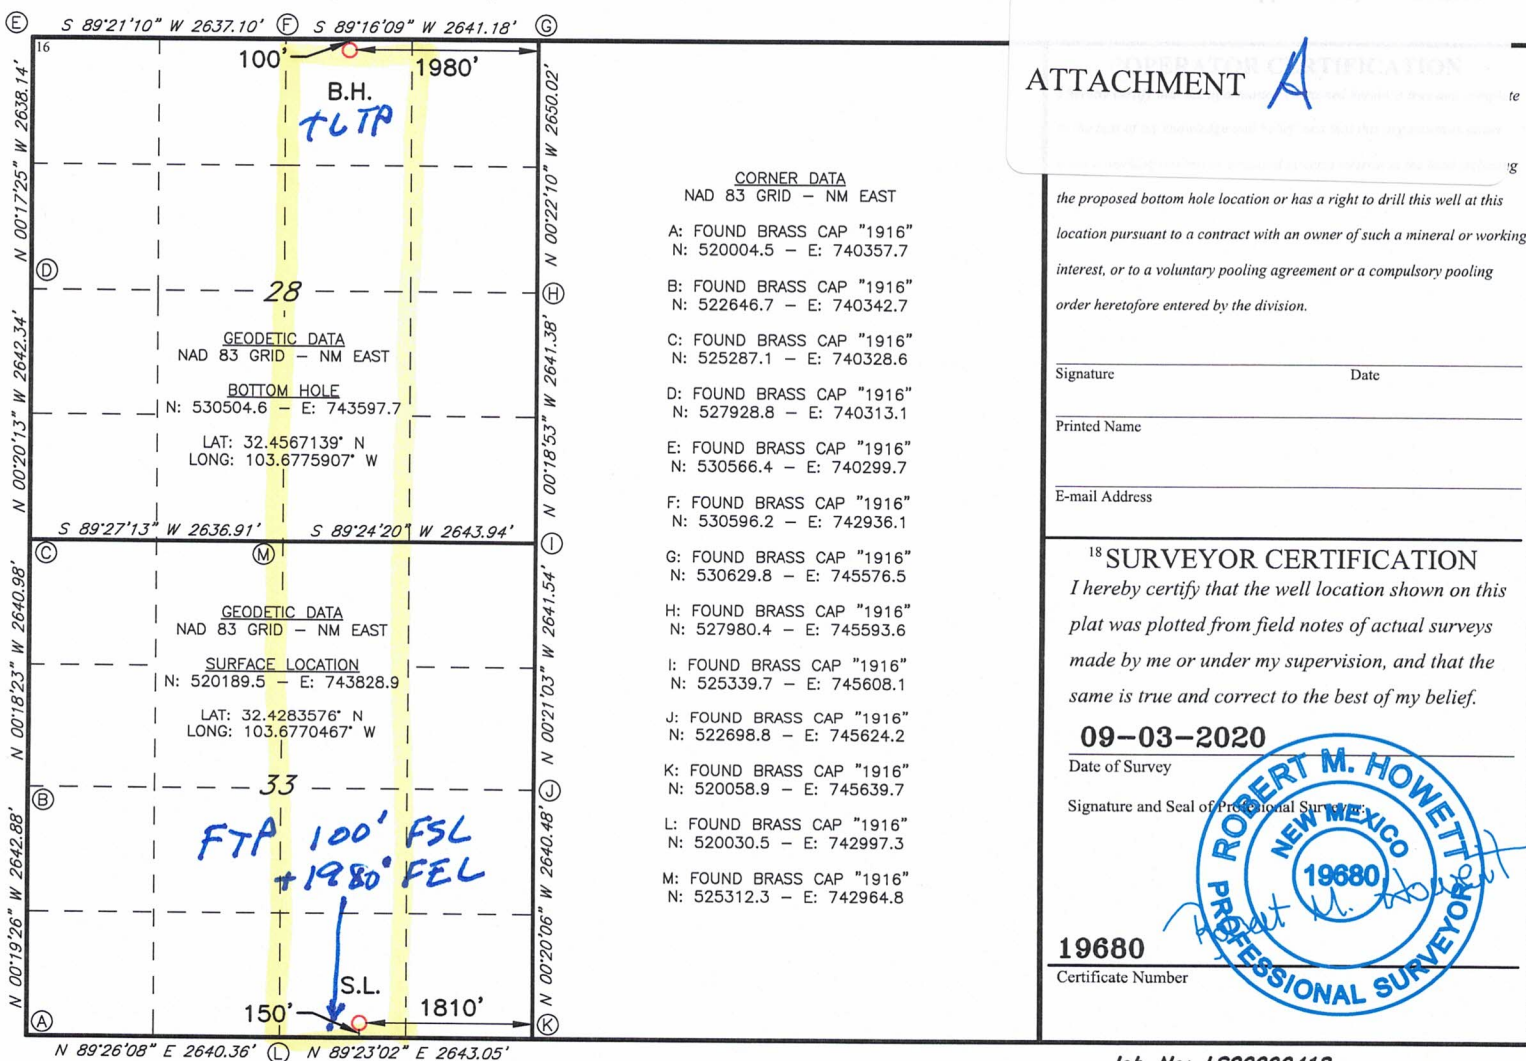 E S 89°21'10" W 2637.10' F S 89°16'09" W 2641.18' G
16
100'
1980'
B.H.
+LTP
N 00°17'25" W 2638.14'
N 00°22'10" W 2650.02'
D
28
H
GEODETIC DATA
NAD 83 GRID – NM EAST
BOTTOM HOLE
N: 530504.6 – E: 743597.7
LAT: 32.4567139° N
LONG: 103.6775907° W
N 00°20'13" W 2642.34'
N 00°18'53" W 2641.38'
S 89°27'13" W 2636.91' S 89°24'20" W 2643.94'
C M I
GEODETIC DATA
NAD 83 GRID – NM EAST
SURFACE LOCATION
N: 520189.5 – E: 743828.9
LAT: 32.4283576° N
LONG: 103.6770467° W
N 00°18'23" W 2640.98'
N 00°21'03" W 2641.54'
33
B J
FTP 100' FSL
+1980' FEL
N 00°19'26" W 2642.88'
N 00°20'06" W 2640.48'
S.L.
150'
1810'
A K
N 89°26'08" E 2640.36' L N 89°23'02" E 2643.05'
CORNER DATA
NAD 83 GRID – NM EAST
A: FOUND BRASS CAP "1916"
N: 520004.5 – E: 740357.7
B: FOUND BRASS CAP "1916"
N: 522646.7 – E: 740342.7
C: FOUND BRASS CAP "1916"
N: 525287.1 – E: 740328.6
D: FOUND BRASS CAP "1916"
N: 527928.8 – E: 740313.1
E: FOUND BRASS CAP "1916"
N: 530566.4 – E: 740299.7
F: FOUND BRASS CAP "1916"
N: 530596.2 – E: 742936.1
G: FOUND BRASS CAP "1916"
N: 530629.8 – E: 745576.5
H: FOUND BRASS CAP "1916"
N: 527980.4 – E: 745593.6
I: FOUND BRASS CAP "1916"
N: 525339.7 – E: 745608.1
J: FOUND BRASS CAP "1916"
N: 522698.8 – E: 745624.2
K: FOUND BRASS CAP "1916"
N: 520058.9 – E: 745639.7
L: FOUND BRASS CAP "1916"
N: 520030.5 – E: 742997.3
M: FOUND BRASS CAP "1916"
N: 525312.3 – E: 742964.8
OPERATOR CERTIFICATION
ATTACHMENT A
the proposed bottom hole location or has a right to drill this well at this
location pursuant to a contract with an owner of such a mineral or working
interest, or to a voluntary pooling agreement or a compulsory pooling
order heretofore entered by the division.
Signature Date
Printed Name
E-mail Address
18 SURVEYOR CERTIFICATION
I hereby certify that the well location shown on this
plat was plotted from field notes of actual surveys
made by me or under my supervision, and that the
same is true and correct to the best of my belief.
09-03-2020
Date of Survey
Signature and Seal of Professional Surveyor:
ROBERT M. HOWETT
NEW MEXICO
19680
PROFESSIONAL SURVEYOR
Robert M. Howett
19680
Certificate Number